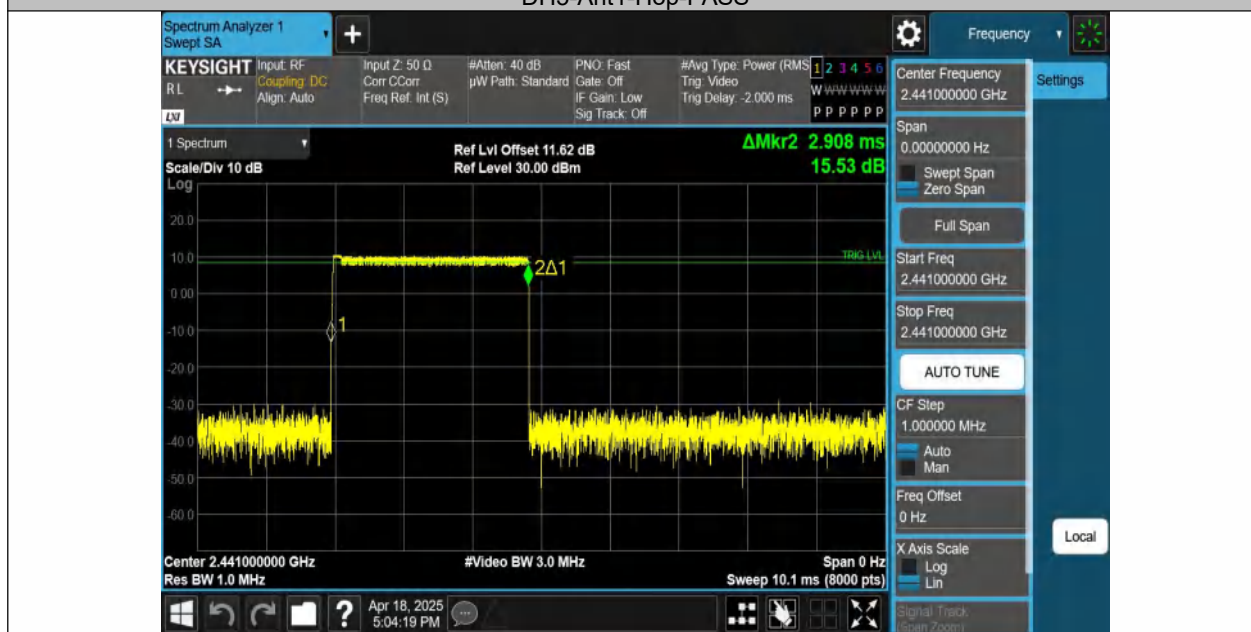 DH5-Ant1-Hop-PASS
Spectrum Analyzer 1
Swept SA
+
Frequency
KEYSIGHT
RL
LXI
Input: RF
Coupling: DC
Align: Auto
Input Z: 50 Ω
Corr CCorr
Freq Ref: Int (S)
#Atten: 40 dB
µW Path: Standard
PNO: Fast
Gate: Off
IF Gain: Low
Sig Track: Off
#Avg Type: Power (RMS
Trig: Video
Trig Delay: -2.000 ms
1 2 3 4 5 6
W W W W W W
P P P P P P
1 Spectrum
Scale/Div 10 dB
Log
Ref Lvl Offset 11.62 dB
Ref Level 30.00 dBm
ΔMkr2 2.908 ms
15.53 dB
20.0
10.0
0.00
-10.0
-20.0
-30.0
-40.0
-50.0
-60.0
TRIG LVL
2Δ1
1
Center 2.441000000 GHz
Res BW 1.0 MHz
#Video BW 3.0 MHz
Span 0 Hz
Sweep 10.1 ms (8000 pts)
Apr 18, 2025
5:04:19 PM
Center Frequency
2.441000000 GHz
Span
0.00000000 Hz
Swept Span
Zero Span
Full Span
Start Freq
2.441000000 GHz
Stop Freq
2.441000000 GHz
AUTO TUNE
CF Step
1.000000 MHz
Auto
Man
Freq Offset
0 Hz
X Axis Scale
Log
Lin
Signal Track
(Span Zoom)
Settings
Local